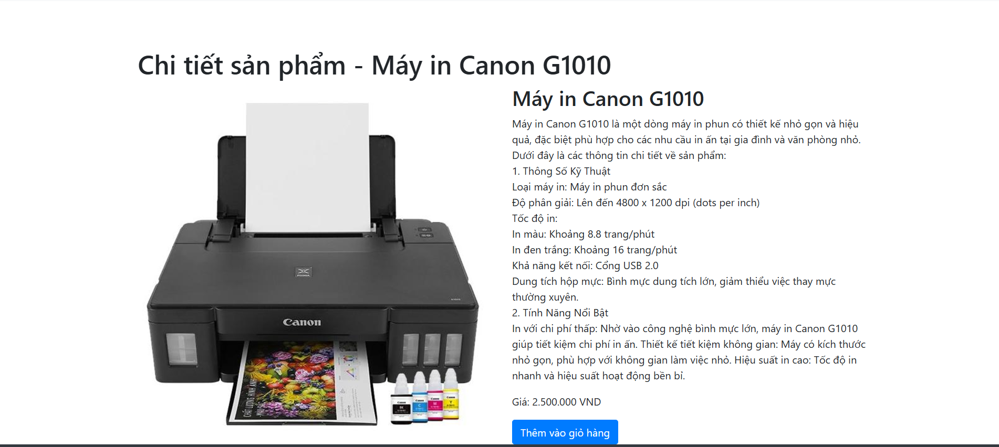 Chi tiết sản phẩm - Máy in Canon G1010
Máy in Canon G1010
Máy in Canon G1010 là một dòng máy in phun có thiết kế nhỏ gọn và hiệu
quả, đặc biệt phù hợp cho các nhu cầu in ấn tại gia đình và văn phòng nhỏ.
Dưới đây là các thông tin chi tiết về sản phẩm:
1. Thông Số Kỹ Thuật
Loại máy in: Máy in phun đơn sắc
Độ phân giải: Lên đến 4800 x 1200 dpi (dots per inch)
Tốc độ in:
In màu: Khoảng 8.8 trang/phút
In đen trắng: Khoảng 16 trang/phút
Khả năng kết nối: Cổng USB 2.0
Dung tích hộp mực: Bình mực dung tích lớn, giảm thiểu việc thay mực
thường xuyên.
2. Tính Năng Nổi Bật
In với chi phí thấp: Nhờ vào công nghệ bình mực lớn, máy in Canon G1010
giúp tiết kiệm chi phí in ấn. Thiết kế tiết kiệm không gian: Máy có kích thước
nhỏ gọn, phù hợp với không gian làm việc nhỏ. Hiệu suất in cao: Tốc độ in
nhanh và hiệu suất hoạt động bền bỉ.
Giá: 2.500.000 VND
Thêm vào giỏ hàng
PIXMA
Canon
CHẤT LƯỢNG HÌNH ẢNH
Canon
BK
Canon
C
Canon
M
Canon
Y